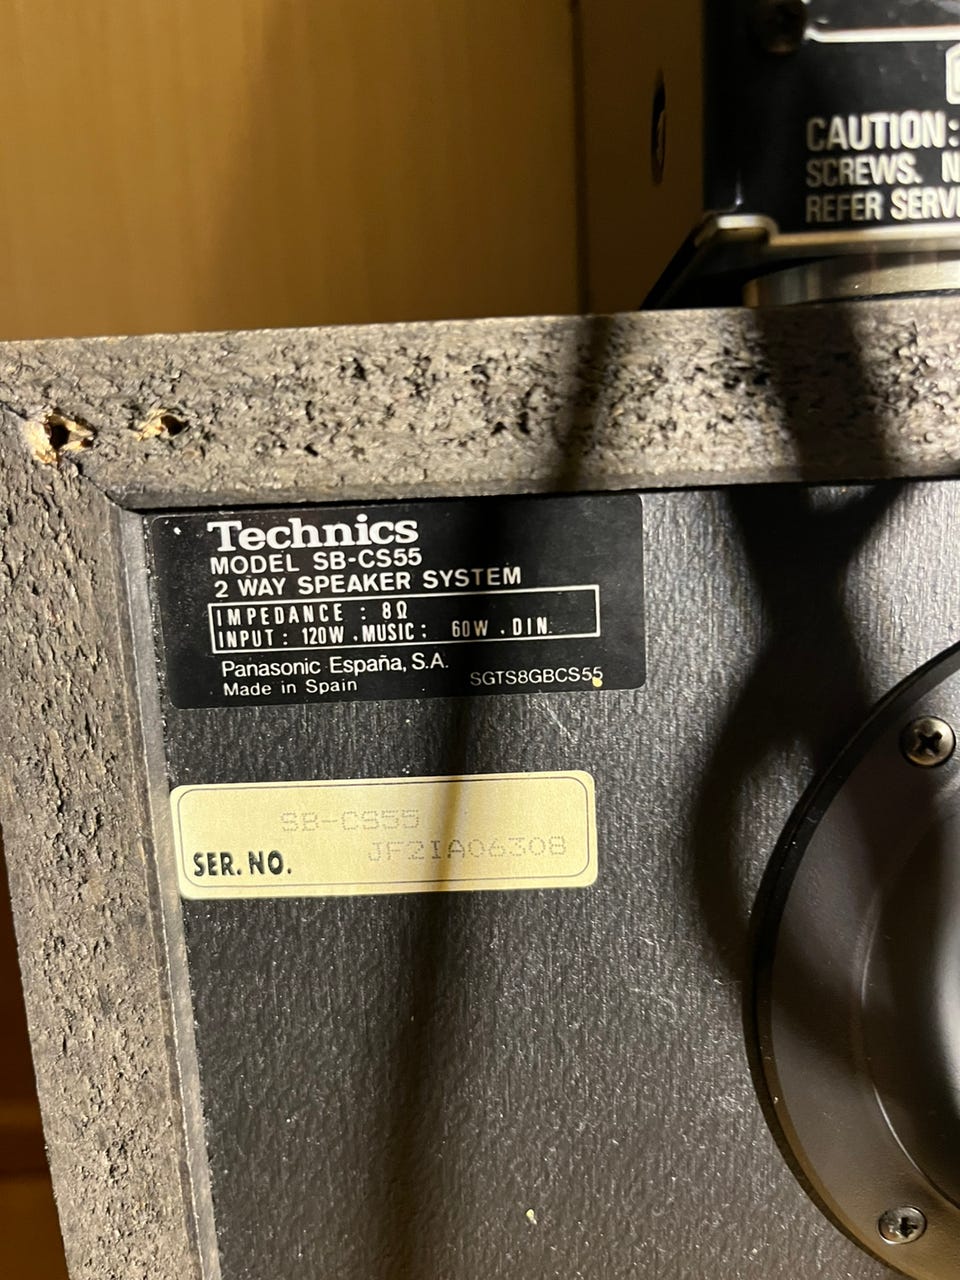 CAUTION:
SCREWS. N
REFER SERV
Technics
MODEL SB-CS55
2 WAY SPEAKER SYSTEM
IMPEDANCE : 8Ω
INPUT : 120W . MUSIC : 60W . DIN
Panasonic España, S.A.
Made in Spain SGTS8GBCS55
SB-CS55
SER. NO. JF2IA06308